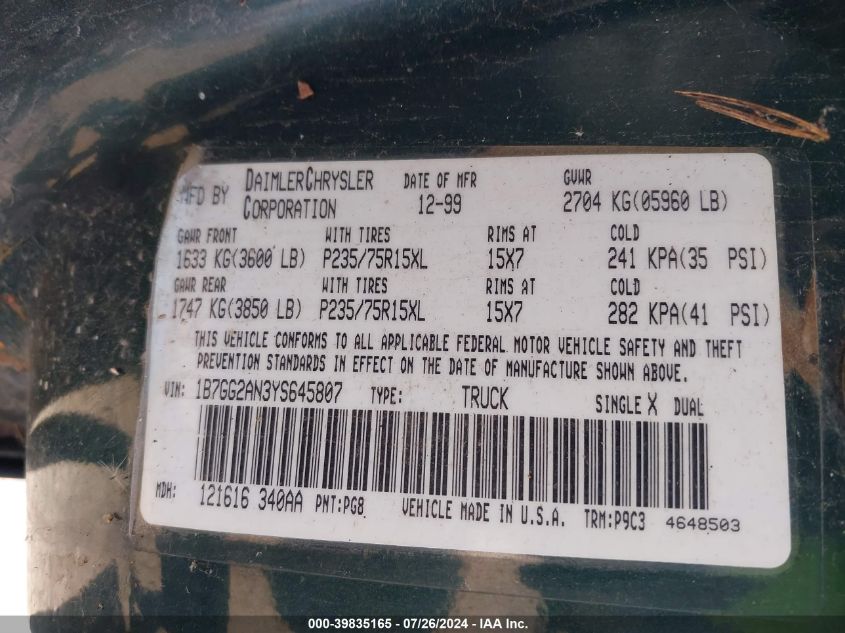 MFD BY DAIMLERCHRYSLER CORPORATION DATE OF MFR 12-99 GVWR 2704 KG(05960 LB)
GAWR FRONT WITH TIRES RIMS AT COLD
1633 KG(3600 LB) P235/75R15XL 15X7 241 KPA(35 PSI)
GAWR REAR WITH TIRES RIMS AT COLD
1747 KG(3850 LB) P235/75R15XL 15X7 282 KPA(41 PSI)
THIS VEHICLE CONFORMS TO ALL APPLICABLE FEDERAL MOTOR VEHICLE SAFETY AND THEFT
PREVENTION STANDARDS IN EFFECT ON THE DATE OF MANUFACTURE SHOWN ABOVE.
VIN: 1B7GG2AN3YS645807 TYPE: TRUCK SINGLE X DUAL
MDH: 121616 340AA PNT:PG8 VEHICLE MADE IN U.S.A. TRM:P9C3 4648503
000-39835165 - 07/26/2024 - IAA Inc.